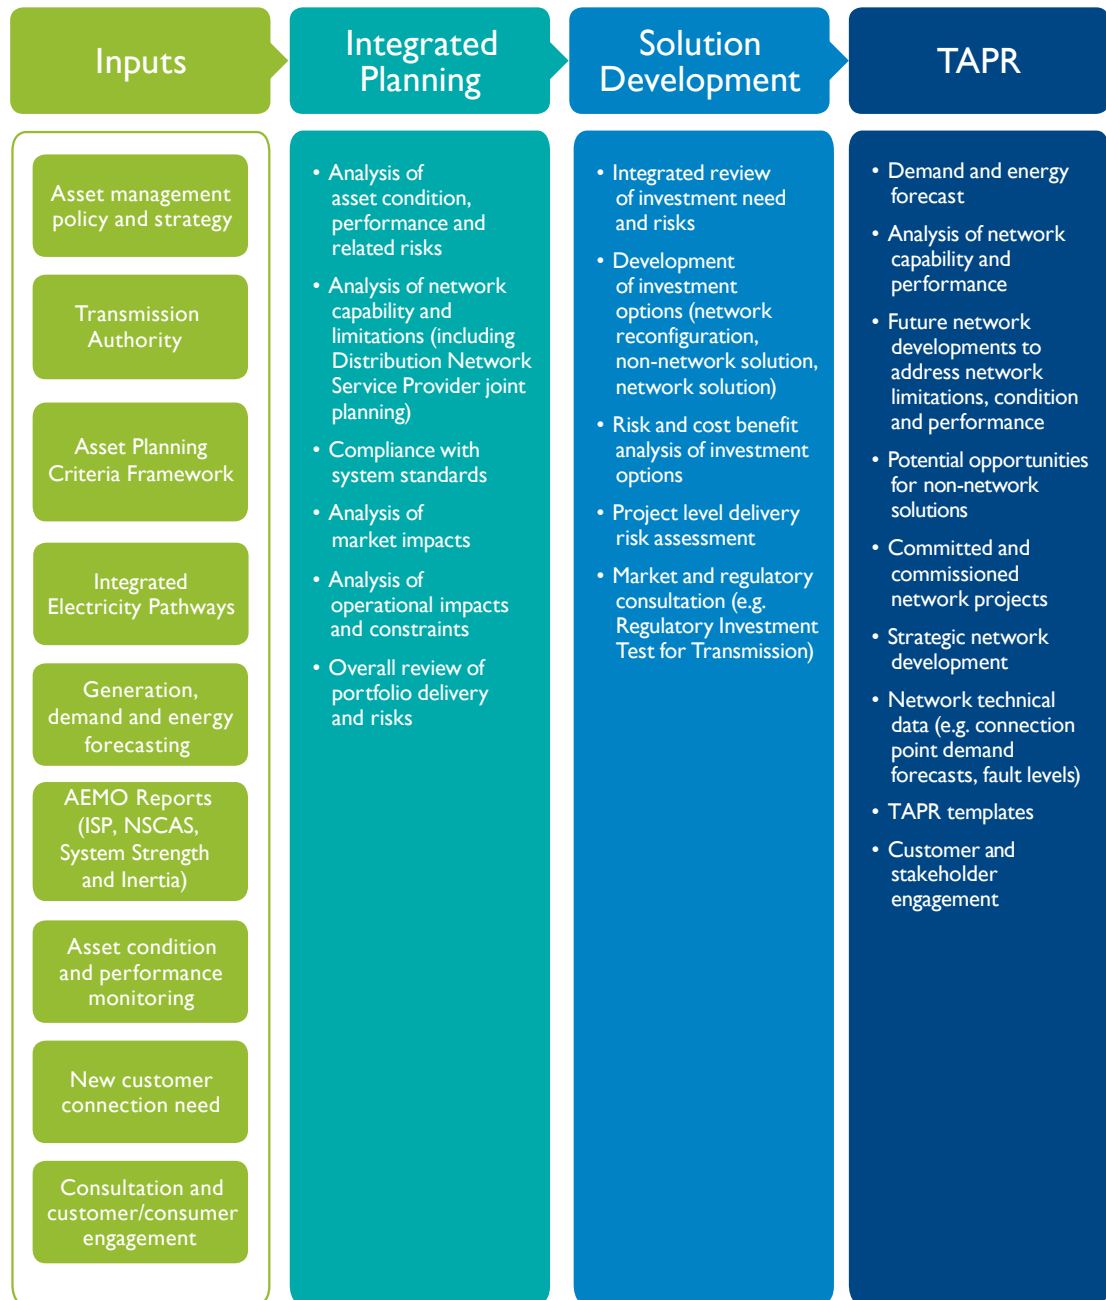 Inputs
Integrated
Planning
Solution
Development
TAPR
Asset management
policy and strategy
Transmission
Authority
Asset Planning
Criteria Framework
Integrated
Electricity Pathways
Generation,
demand and energy
forecasting
AEMO Reports
(ISP, NSCAS,
System Strength
and Inertia)
Asset condition
and performance
monitoring
New customer
connection need
Consultation and
customer/consumer
engagement
• Analysis of
asset condition,
performance and
related risks
• Analysis of network
capability and
limitations (including
Distribution Network
Service Provider joint
planning)
• Compliance with
system standards
• Analysis of
market impacts
• Analysis of
operational impacts
and constraints
• Overall review of
portfolio delivery
and risks
• Integrated review
of investment need
and risks
• Development
of investment
options (network
reconfiguration,
non-network solution,
network solution)
• Risk and cost benefit
analysis of investment
options
• Project level delivery
risk assessment
• Market and regulatory
consultation (e.g.
Regulatory Investment
Test for Transmission)
• Demand and energy
forecast
• Analysis of network
capability and
performance
• Future network
developments to
address network
limitations, condition
and performance
• Potential opportunities
for non-network
solutions
• Committed and
commissioned
network projects
• Strategic network
development
• Network technical
data (e.g. connection
point demand
forecasts, fault levels)
• TAPR templates
• Customer and
stakeholder
engagement